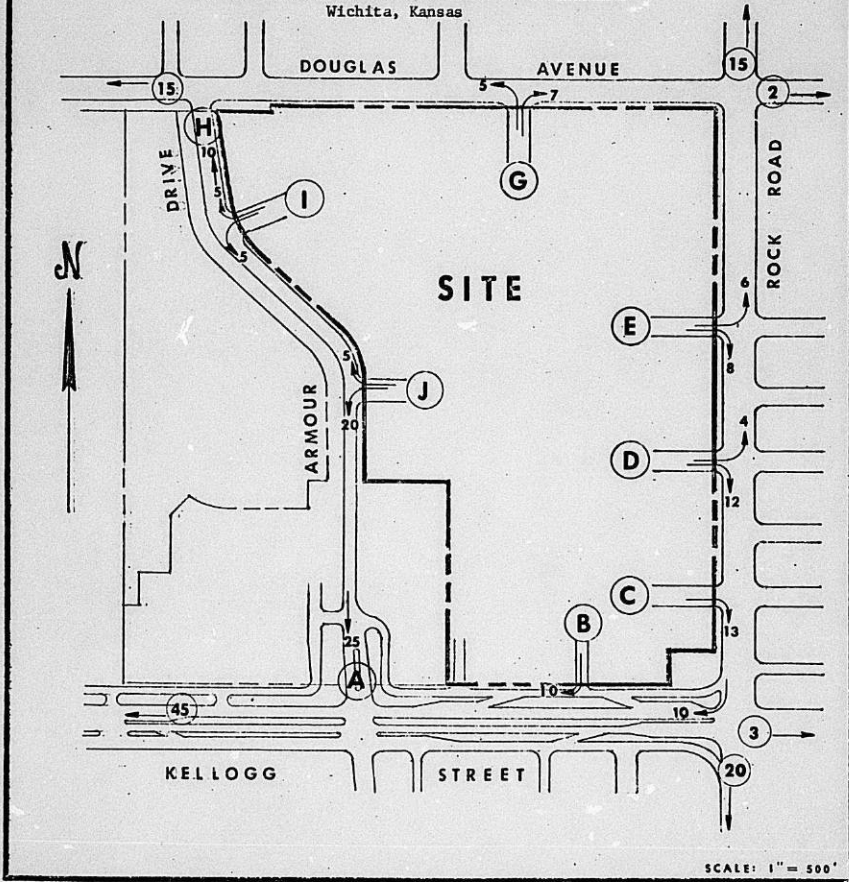 Wichita, Kansas
DOUGLAS AVENUE
15
5
7
15
2
H
10
DRIVE
5
I
5
G
ROCK ROAD
N
SITE
6
E
8
5
J
ARMOUR
20
4
D
12
C
13
B
25
A
10
10
45
3
KELLOGG STREET
20
SCALE: 1" = 500'